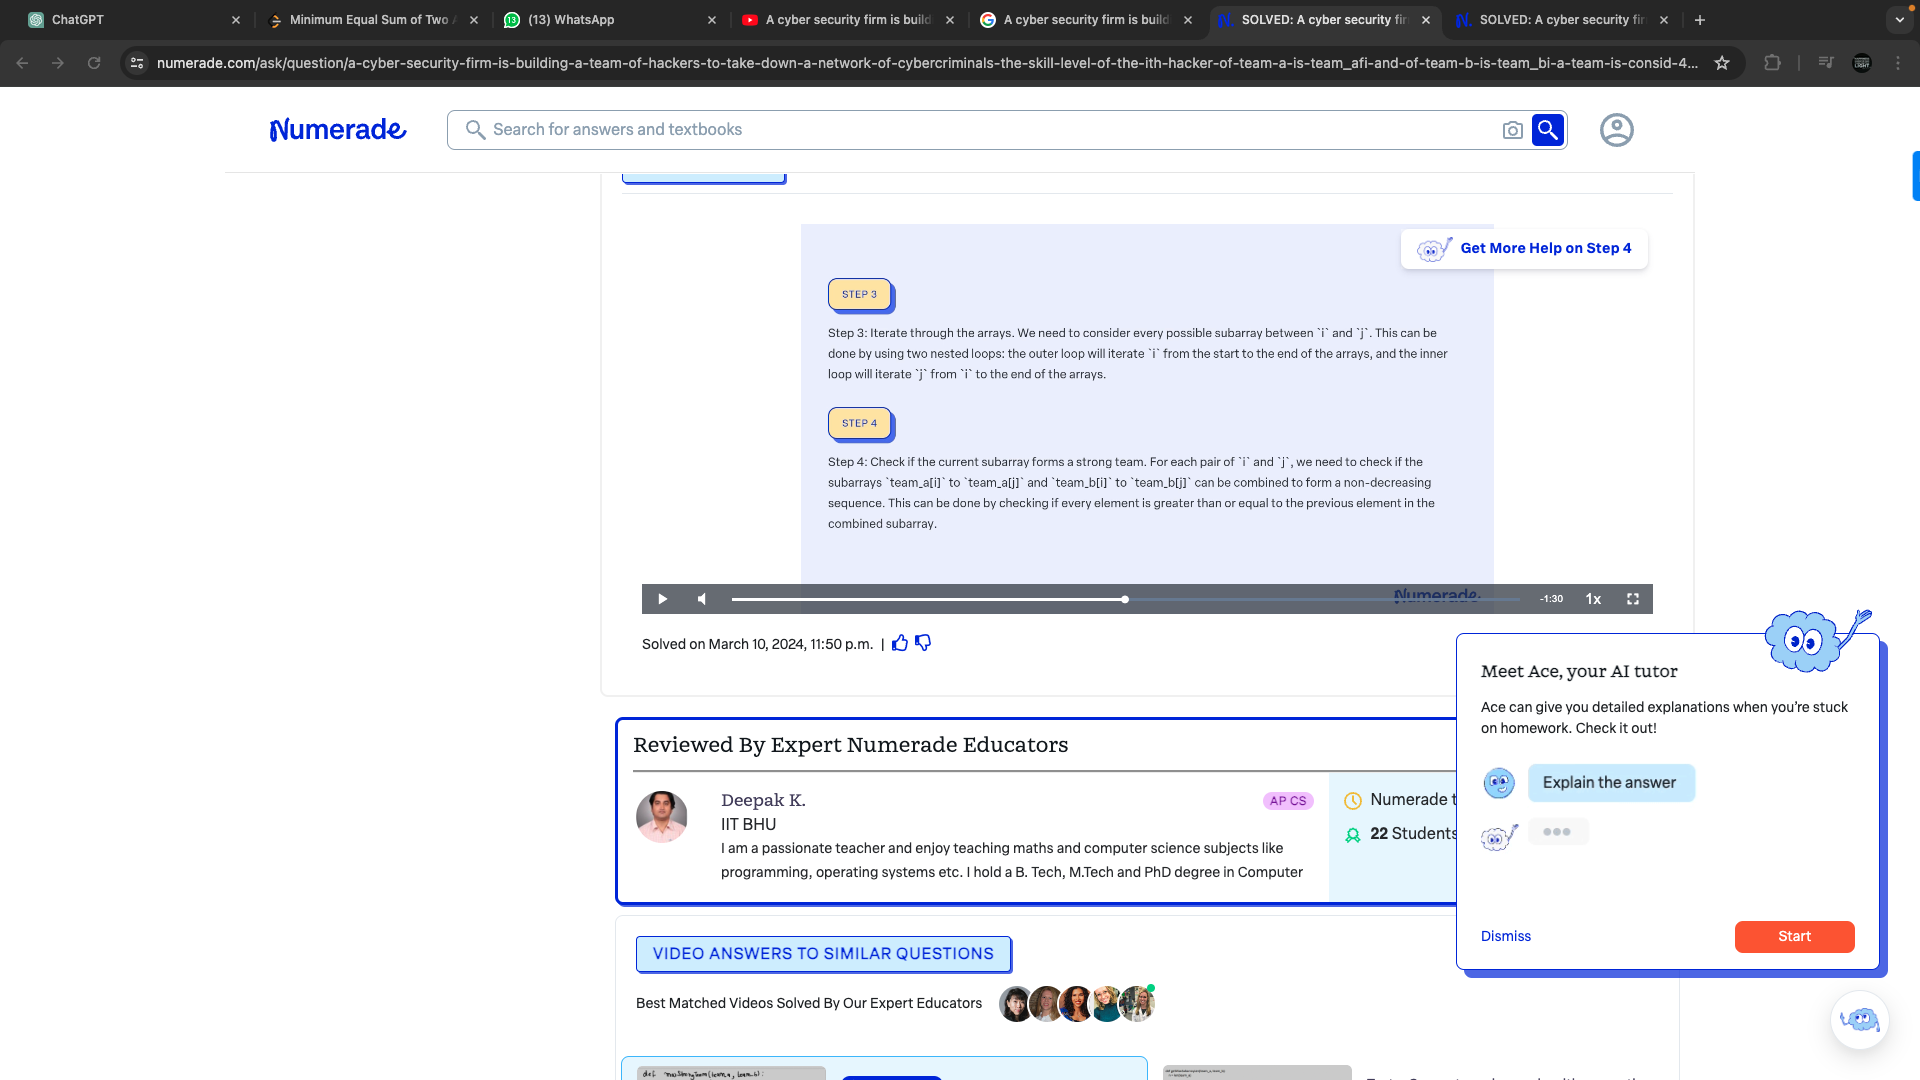 ChatGPT
Minimum Equal Sum of Two A
(13) WhatsApp
A cyber security firm is build
A cyber security firm is build
SOLVED: A cyber security fir
SOLVED: A cyber security fir
numerade.com/ask/question/a-cyber-security-firm-is-building-a-team-of-hackers-to-take-down-a-network-of-cybercriminals-the-skill-level-of-the-ith-hacker-of-team-a-is-team_afi-and-of-team-b-is-team_bi-a-team-is-consid-4...
Numerade
Search for answers and textbooks
Get More Help on Step 4
STEP 3
Step 3: Iterate through the arrays. We need to consider every possible subarray between `i` and `j`. This can be
done by using two nested loops: the outer loop will iterate `i` from the start to the end of the arrays, and the inner
loop will iterate `j` from `i` to the end of the arrays.
STEP 4
Step 4: Check if the current subarray forms a strong team. For each pair of `i` and `j`, we need to check if the
subarrays `team_a[i]` to `team_a[j]` and `team_b[i]` to `team_b[j]` can be combined to form a non-decreasing
sequence. This can be done by checking if every element is greater than or equal to the previous element in the
combined subarray.
Numerade
-1:30
1x
Solved on March 10, 2024, 11:50 p.m. |
Reviewed By Expert Numerade Educators
Deepak K.
AP CS
IIT BHU
I am a passionate teacher and enjoy teaching maths and computer science subjects like
programming, operating systems etc. I hold a B. Tech, M.Tech and PhD degree in Computer
Numerade t
22 Students
Meet Ace, your AI tutor
Ace can give you detailed explanations when you're stuck
on homework. Check it out!
Explain the answer
Dismiss
Start
VIDEO ANSWERS TO SIMILAR QUESTIONS
Best Matched Videos Solved By Our Expert Educators